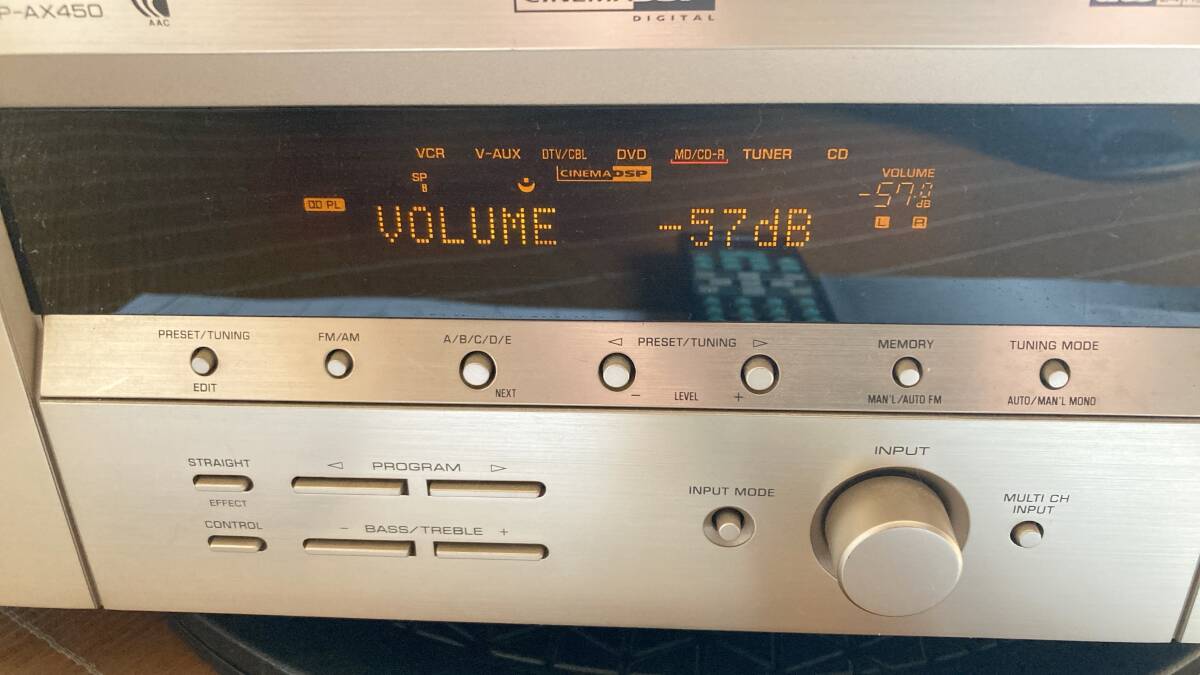 P-AX450
AAC
CINEMA DSP
DIGITAL
VCR V-AUX DTV/CBL DVD MD/CD-R TUNER CD
CINEMA DSP
SP
B
VOLUME
-57.0
dB
PL
L R
VOLUME -57dB
PRESET/TUNING
EDIT
FM/AM
A/B/C/D/E
NEXT
PRESET/TUNING
− LEVEL +
MEMORY
MAN'L/AUTO FM
TUNING MODE
AUTO/MAN'L MONO
STRAIGHT
EFFECT
PROGRAM
CONTROL
− BASS/TREBLE +
INPUT MODE
INPUT
MULTI CH
INPUT